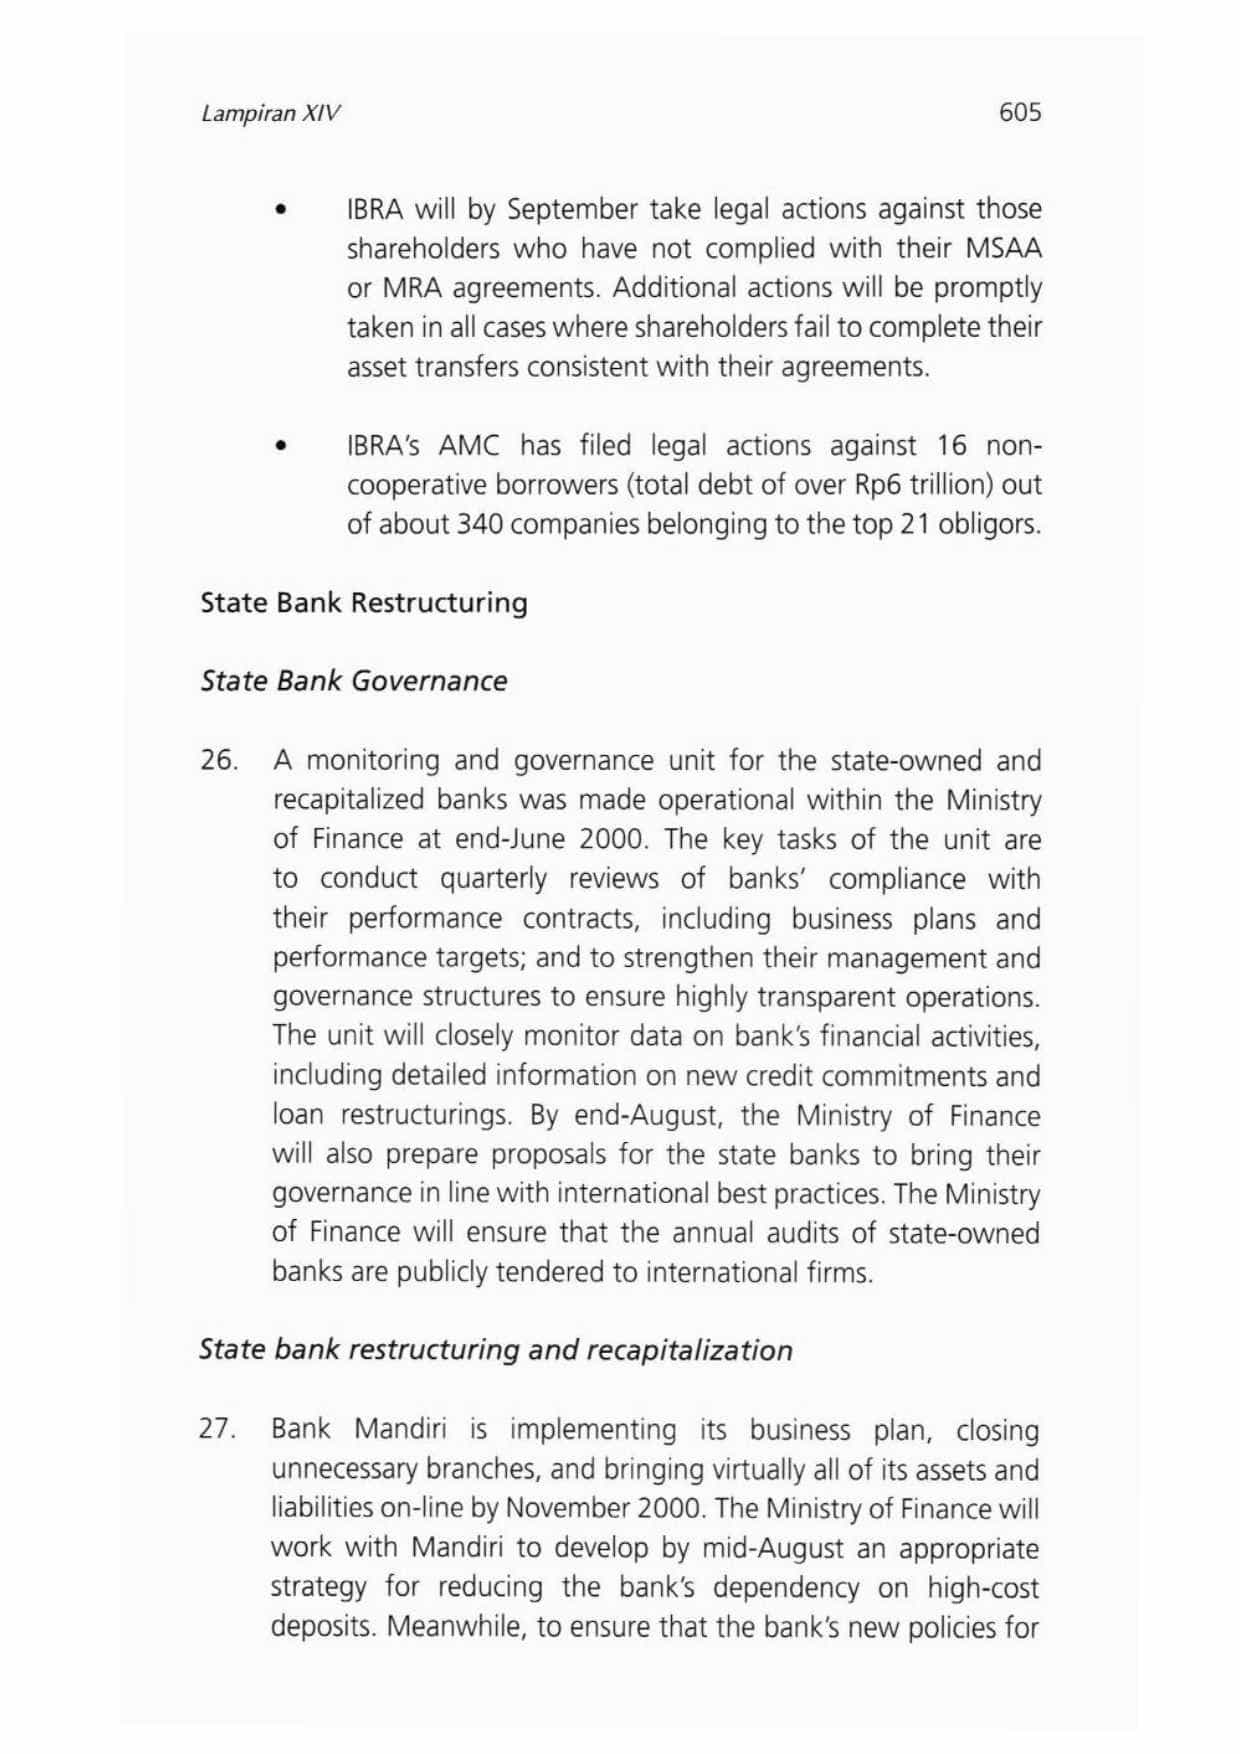 Lampiran XIV 605
• IBRA will by September take legal actions against those
shareholders who have not complied with their MSAA
or MRA agreements. Additional actions will be promptly
taken in all cases where shareholders fail to complete their
asset transfers consistent with their agreements.
• IBRA's AMC has filed legal actions against 16 non-
cooperative borrowers (total debt of over Rp6 trillion) out
of about 340 companies belonging to the top 21 obligors.
State Bank Restructuring
State Bank Governance
26. A monitoring and governance unit for the state-owned and
recapitalized banks was made operational within the Ministry
of Finance at end-June 2000. The key tasks of the unit are
to conduct quarterly reviews of banks' compliance with
their performance contracts, including business plans and
performance targets; and to strengthen their management and
governance structures to ensure highly transparent operations.
The unit will closely monitor data on bank's financial activities,
including detailed information on new credit commitments and
loan restructurings. By end-August, the Ministry of Finance
will also prepare proposals for the state banks to bring their
governance in line with international best practices. The Ministry
of Finance will ensure that the annual audits of state-owned
banks are publicly tendered to international firms.
State bank restructuring and recapitalization
27. Bank Mandiri is implementing its business plan, closing
unnecessary branches, and bringing virtually all of its assets and
liabilities on-line by November 2000. The Ministry of Finance will
work with Mandiri to develop by mid-August an appropriate
strategy for reducing the bank's dependency on high-cost
deposits. Meanwhile, to ensure that the bank's new policies for